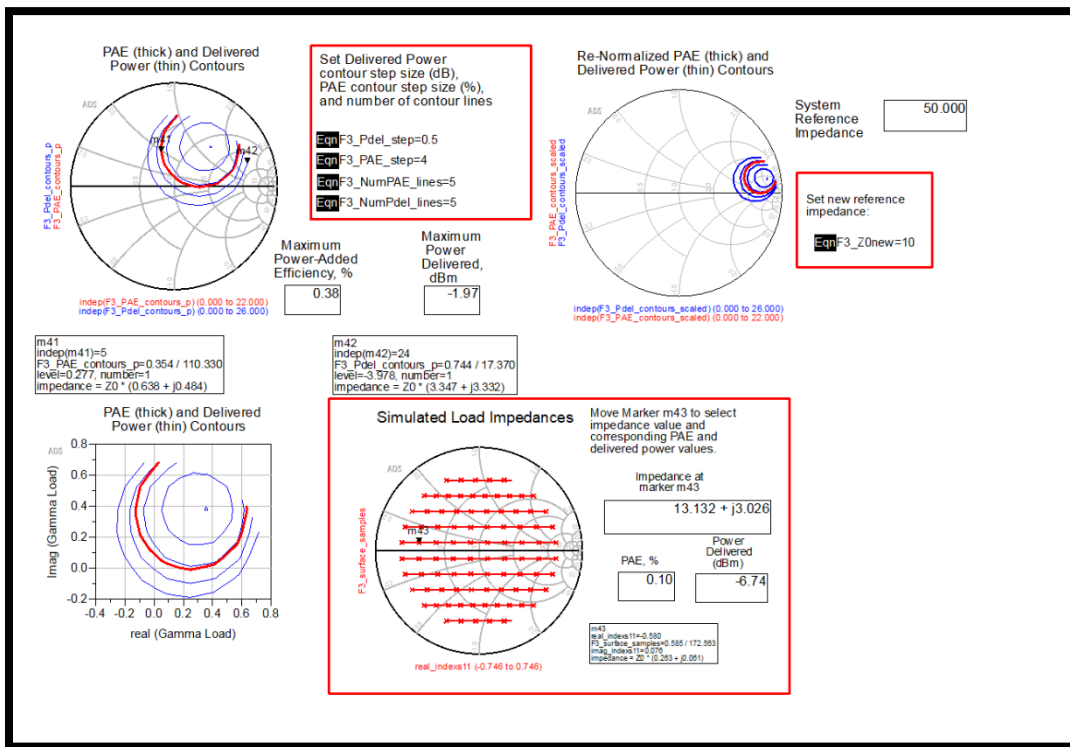 PAE (thick) and Delivered
Power (thin) Contours
ADS
m41
m42
F3_Pdel_contours_p
F3_PAE_contours_p
indep(F3_PAE_contours_p) (0.000 to 22.000)
indep(F3_Pdel_contours_p) (0.000 to 26.000)
Set Delivered Power
contour step size (dB),
PAE contour step size (%),
and number of contour lines
Eqn F3_Pdel_step=0.5
Eqn F3_PAE_step=4
Eqn F3_NumPAE_lines=5
Eqn F3_NumPdel_lines=5
Maximum
Power-Added
Efficiency, %
0.38
Maximum
Power
Delivered,
dBm
-1.97
Re-Normalized PAE (thick) and
Delivered Power (thin) Contours
ADS
F3_PAE_contours_scaled
F3_Pdel_contours_scaled
indep(F3_Pdel_contours_scaled) (0.000 to 26.000)
indep(F3_PAE_contours_scaled) (0.000 to 22.000)
System
Reference
Impedance
50.000
Set new reference
impedance:
Eqn F3_Z0new=10
m41
indep(m41)=5
F3_PAE_contours_p=0.354 / 110.330
level=0.277, number=1
impedance = Z0 * (0.638 + j0.484)
m42
indep(m42)=24
F3_Pdel_contours_p=0.744 / 17.370
level=-3.978, number=1
impedance = Z0 * (3.347 + j3.332)
PAE (thick) and Delivered
Power (thin) Contours
ADS
Imag (Gamma Load)
0.8
0.6
0.4
0.2
0.0
-0.2
-0.4 -0.2 0.0 0.2 0.4 0.6 0.8
real (Gamma Load)
Simulated Load Impedances
ADS
m43
F3_surface_samples
real_indexs11 (-0.746 to 0.746)
Move Marker m43 to select
impedance value and
corresponding PAE and
delivered power values.
Impedance at
marker m43
13.132 + j3.026
PAE, %
0.10
Power
Delivered
(dBm)
-6.74
m43
real_indexs11=-0.580
F3_surface_samples=0.585 / 172.563
imag_indexs11=0.076
impedance = Z0 * (0.263 + j0.061)